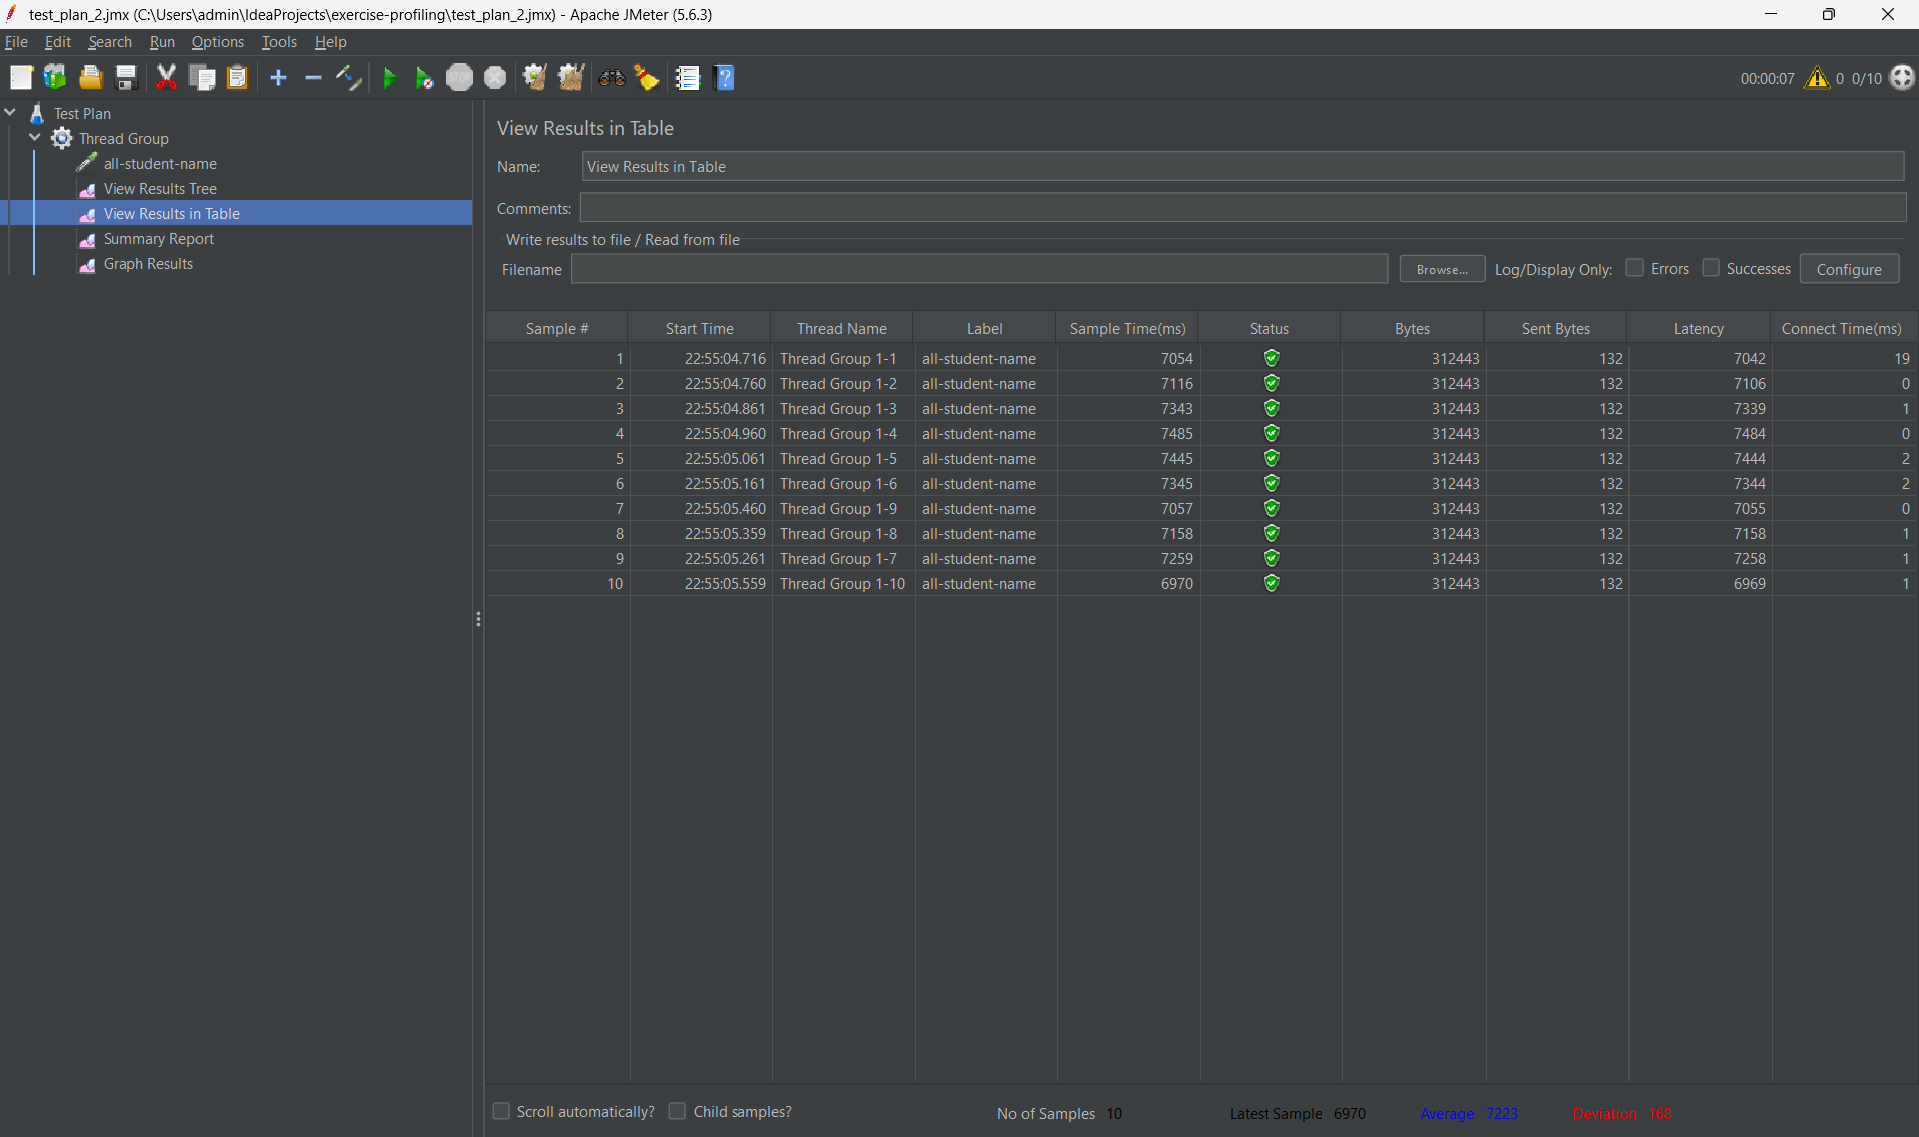 test_plan_2.jmx (C:\Users\admin\IdeaProjects\exercise-profiling\test_plan_2.jmx) - Apache JMeter (5.6.3)
File Edit Search Run Options Tools Help
STOP 00:00:07 0 0/10
Test Plan
Thread Group
all-student-name
View Results Tree
View Results in Table
Summary Report
Graph Results
View Results in Table
Name: View Results in Table
Comments:
Write results to file / Read from file
Filename Browse... Log/Display Only: Errors Successes Configure
Sample # Start Time Thread Name Label Sample Time(ms) Status Bytes Sent Bytes Latency Connect Time(ms)
1 22:55:04.716 Thread Group 1-1 all-student-name 7054 312443 132 7042 19
2 22:55:04.760 Thread Group 1-2 all-student-name 7116 312443 132 7106 0
3 22:55:04.861 Thread Group 1-3 all-student-name 7343 312443 132 7339 1
4 22:55:04.960 Thread Group 1-4 all-student-name 7485 312443 132 7484 0
5 22:55:05.061 Thread Group 1-5 all-student-name 7445 312443 132 7444 2
6 22:55:05.161 Thread Group 1-6 all-student-name 7345 312443 132 7344 2
7 22:55:05.460 Thread Group 1-9 all-student-name 7057 312443 132 7055 0
8 22:55:05.359 Thread Group 1-8 all-student-name 7158 312443 132 7158 1
9 22:55:05.261 Thread Group 1-7 all-student-name 7259 312443 132 7258 1
10 22:55:05.559 Thread Group 1-10 all-student-name 6970 312443 132 6969 1
Scroll automatically? Child samples? No of Samples 10 Latest Sample 6970 Average 7223 Deviation 168